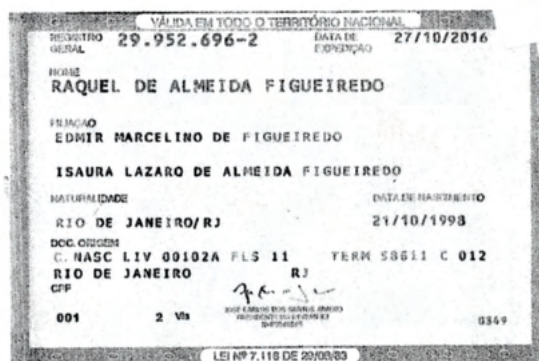 VÁLIDA EM TODO O TERRITÓRIO NACIONAL
REGISTRO GERAL 29.952.696-2 DATA DE EXPEDIÇÃO 27/10/2016
NOME
RAQUEL DE ALMEIDA FIGUEIREDO
FILIAÇÃO
EDMIR MARCELINO DE FIGUEIREDO
ISAURA LAZARO DE ALMEIDA FIGUEIREDO
NATURALIDADE DATA DE NASCIMENTO
RIO DE JANEIRO/RJ 21/10/1998
DOC. ORIGEM
C. NASC LIV 00102A FLS 11 TERM 58611 C 012
RIO DE JANEIRO RJ
CPF
001 2 Via
0349
LEI Nº 7.116 DE 29/08/83